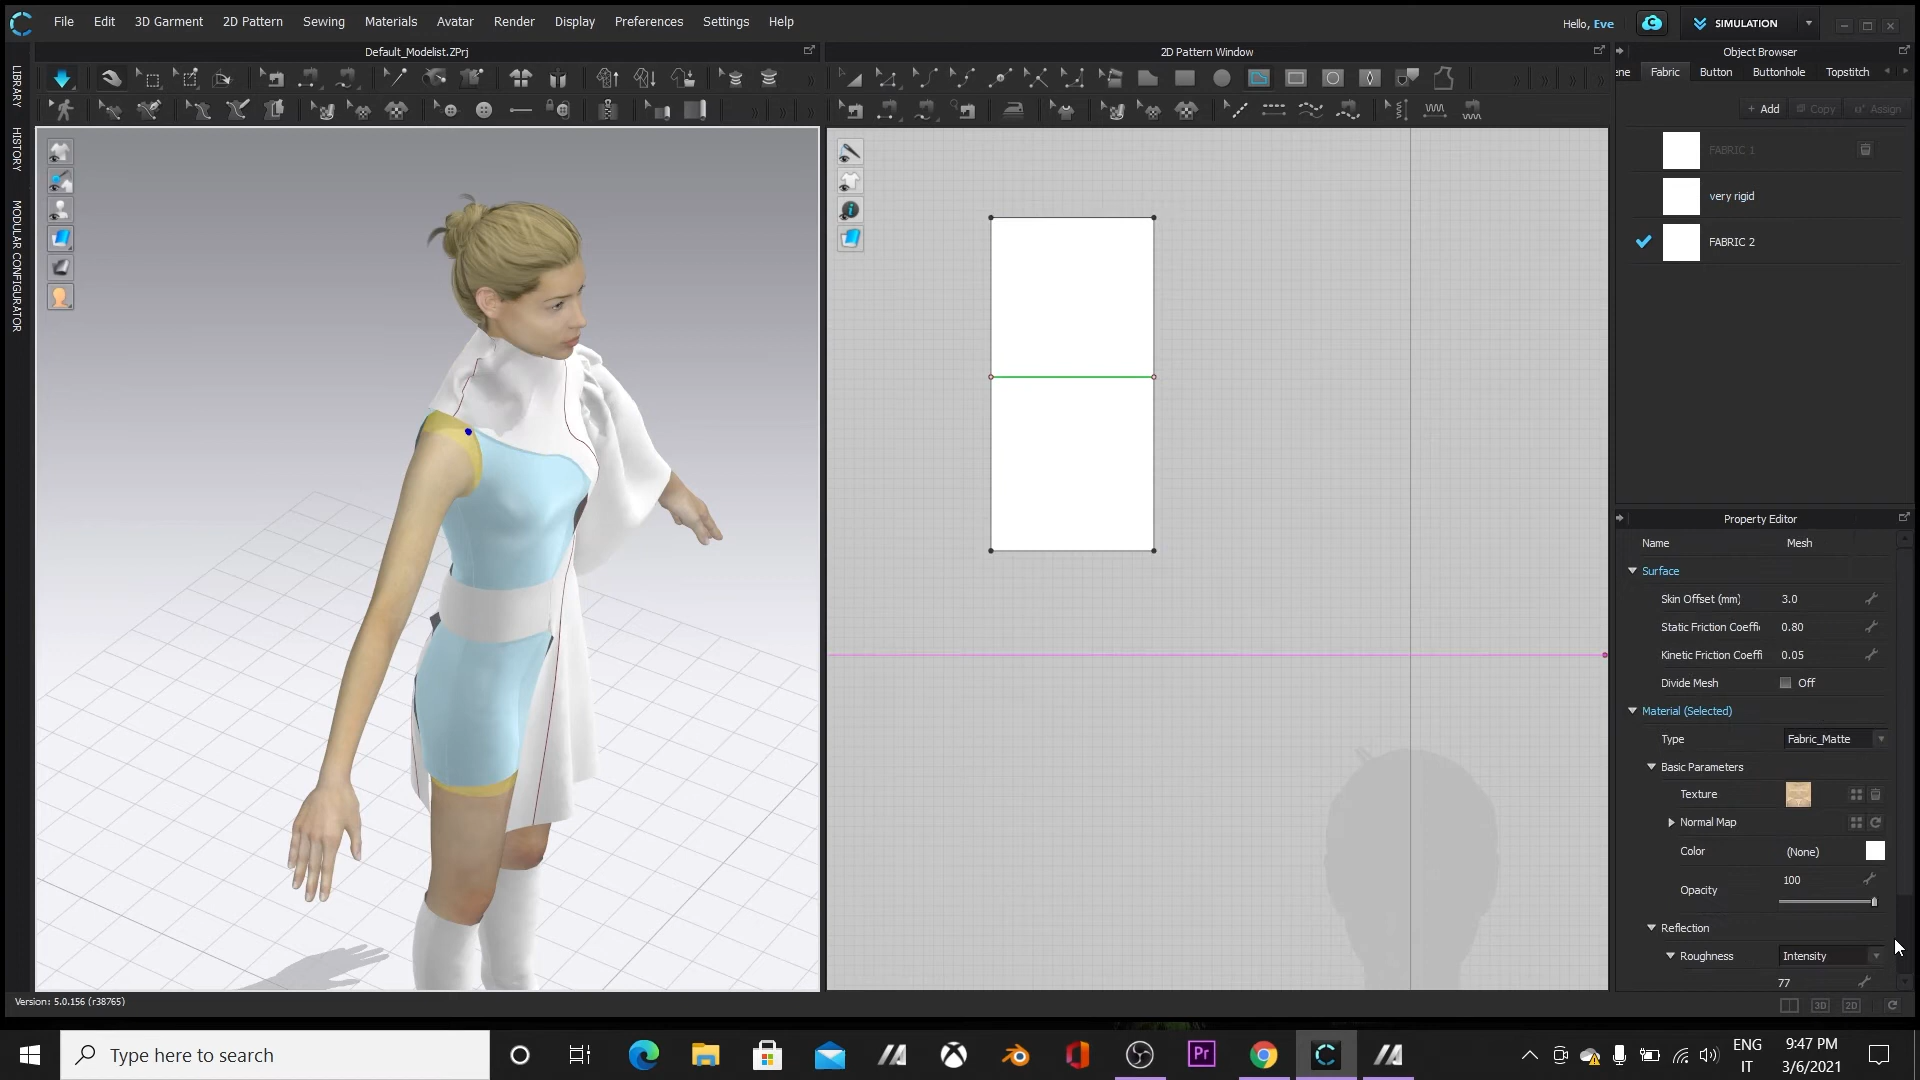 File Edit 3D Garment 2D Pattern Sewing Materials Avatar Render Display Preferences Settings Help
Hello, Eve
SIMULATION
Default_Modelist.ZPrj
2D Pattern Window
Object Browser
ene Fabric Button Buttonhole Topstitch
+ Add Copy Assign
FABRIC 1
very rigid
FABRIC 2
LIBRARY
HISTORY
MODULAR CONFIGURATOR
Property Editor
Name Mesh
Surface
Skin Offset (mm) 3.0
Static Friction Coeffi 0.80
Kinetic Friction Coeffi 0.05
Divide Mesh Off
Material (Selected)
Type Fabric_Matte
Basic Parameters
Texture
Normal Map
Color (None)
Opacity 100
Reflection
Roughness Intensity
77
Version: 5.0.156 (r38765)
3D 2D
Type here to search
Pr
ENG
IT
9:47 PM
3/6/2021